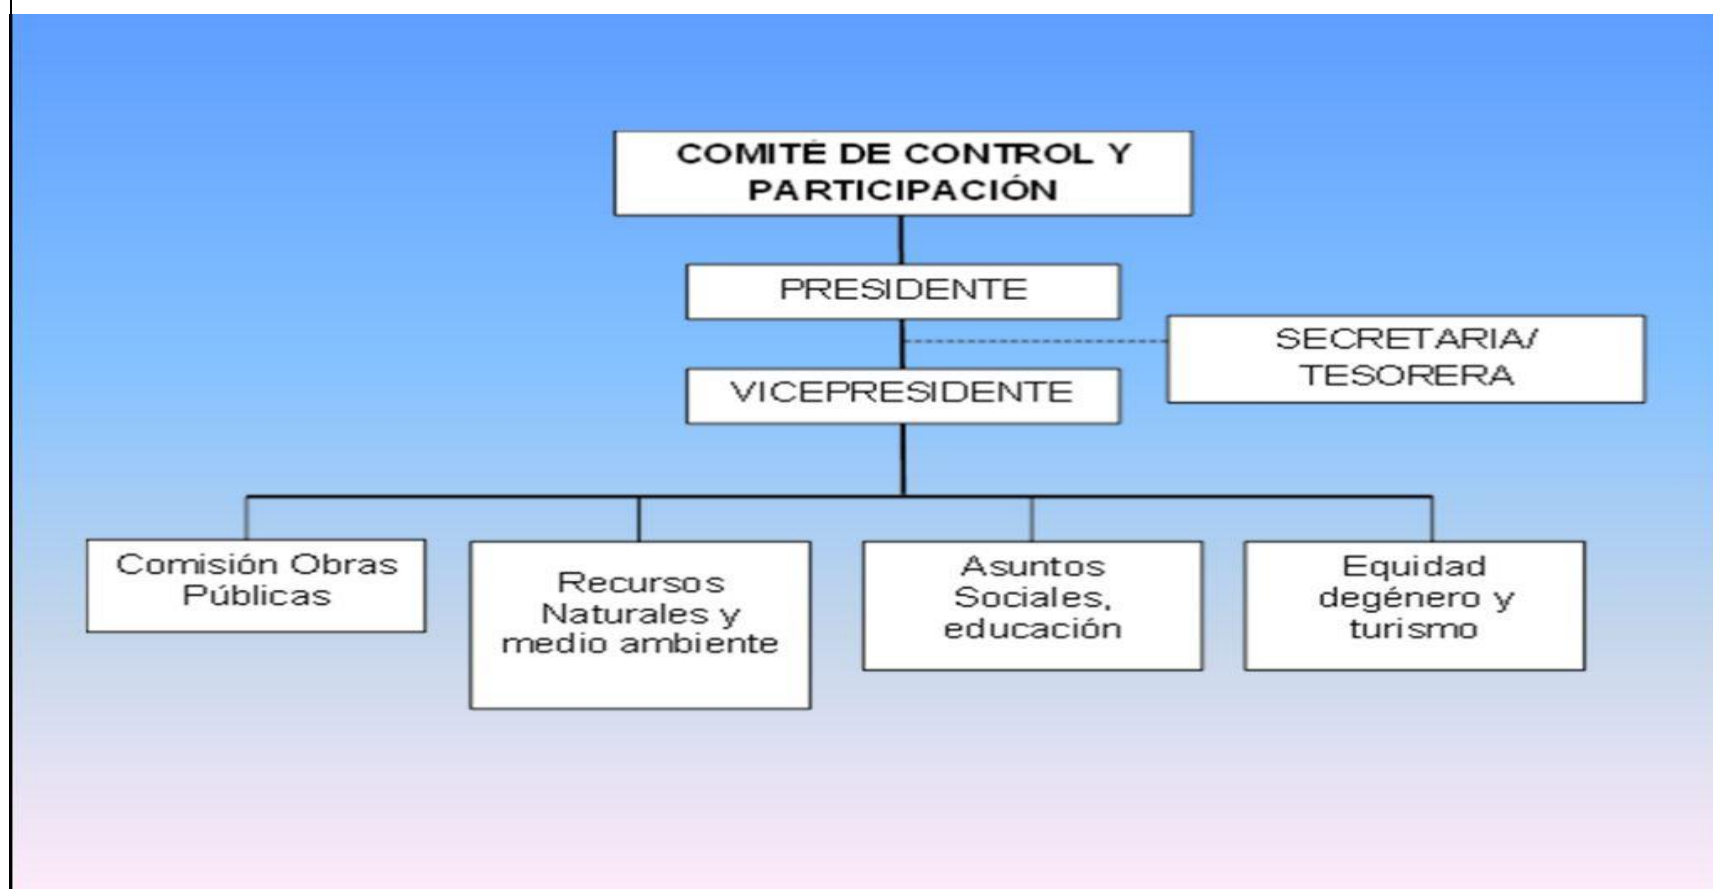 COMITÉ DE CONTROL Y
PARTICIPACIÓN
PRESIDENTE
SECRETARIA/
TESORERA
VICEPRESIDENTE
Comisión Obras
Públicas
Recursos
Naturales y
medio ambiente
Asuntos
Sociales,
educación
Equidad
degénero y
turismo